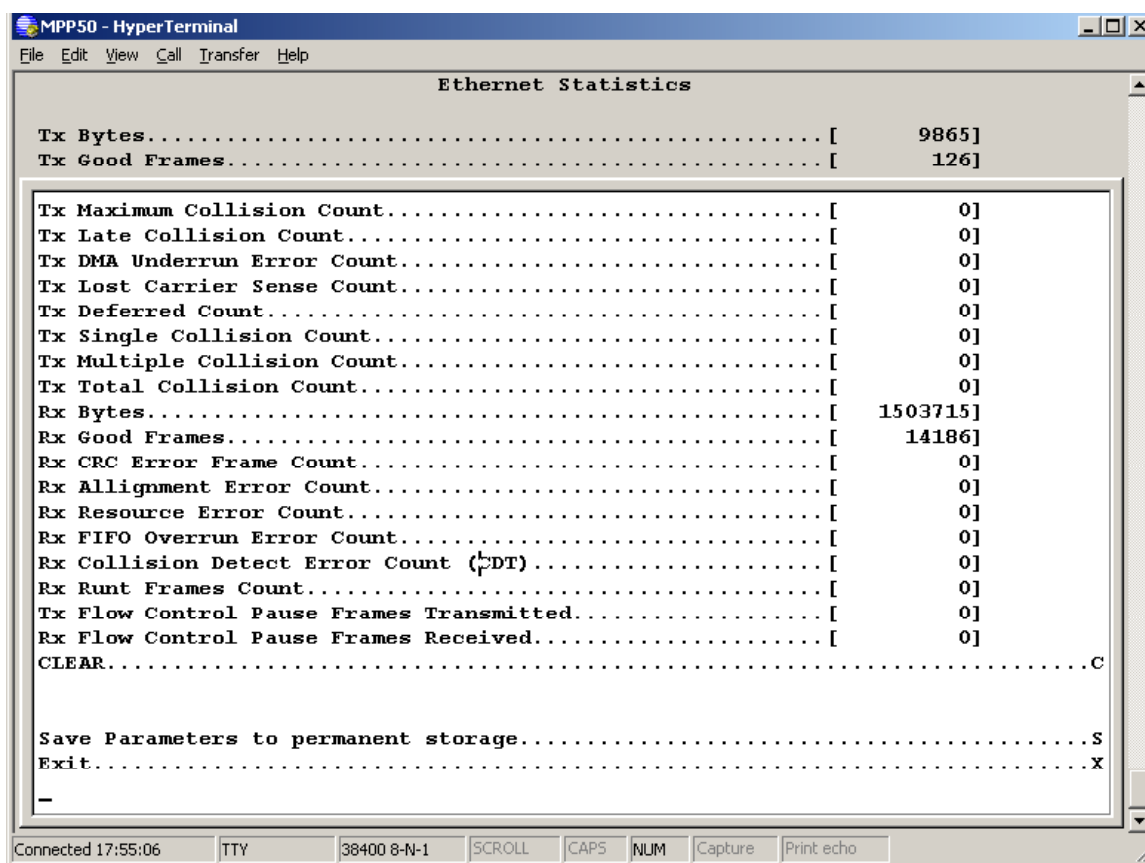 MPP50 - HyperTerminal
File Edit View Call Transfer Help
Ethernet Statistics
Tx Bytes..................................................[ 9865]
Tx Good Frames............................................[ 126]
Tx Maximum Collision Count................................[ 0]
Tx Late Collision Count...................................[ 0]
Tx DMA Underrun Error Count...............................[ 0]
Tx Lost Carrier Sense Count...............................[ 0]
Tx Deferred Count.........................................[ 0]
Tx Single Collision Count.................................[ 0]
Tx Multiple Collision Count...............................[ 0]
Tx Total Collision Count..................................[ 0]
Rx Bytes..................................................[ 1503715]
Rx Good Frames............................................[ 14186]
Rx CRC Error Frame Count..................................[ 0]
Rx Allignment Error Count.................................[ 0]
Rx Resource Error Count...................................[ 0]
Rx FIFO Overrun Error Count...............................[ 0]
Rx Collision Detect Error Count (CDT).....................[ 0]
Rx Runt Frames Count......................................[ 0]
Tx Flow Control Pause Frames Transmitted..................[ 0]
Rx Flow Control Pause Frames Received.....................[ 0]
CLEAR.........................................................................C
Save Parameters to permanent storage..........................................S
Exit..........................................................................X
Connected 17:55:06 TTY 38400 8-N-1 SCROLL CAPS NUM Capture Print echo